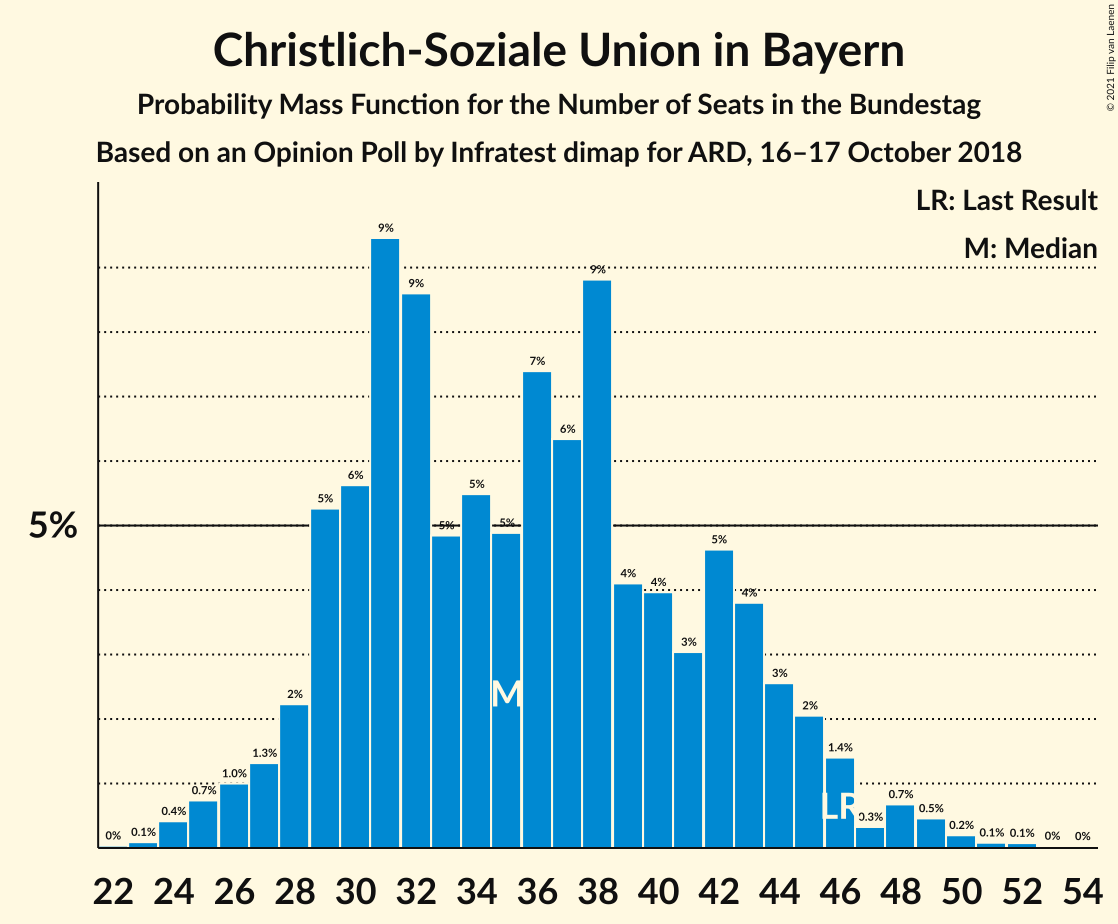 Christlich-Soziale Union in Bayern
Probability Mass Function for the Number of Seats in the Bundestag
Based on an Opinion Poll by Infratest dimap for ARD, 16–17 October 2018
© 2021 Filip van Laenen
LR: Last Result
M: Median
5%
0% 0.1% 0.4% 0.7% 1.0% 1.3% 2% 5% 6% 9% 9% 5% 5% 5% 7% 6% 9% 4% 4% 3% 5% 4% 3% 2% 1.4% 0.3% 0.7% 0.5% 0.2% 0.1% 0.1% 0% 0%
M
LR
22 24 26 28 30 32 34 36 38 40 42 44 46 48 50 52 54